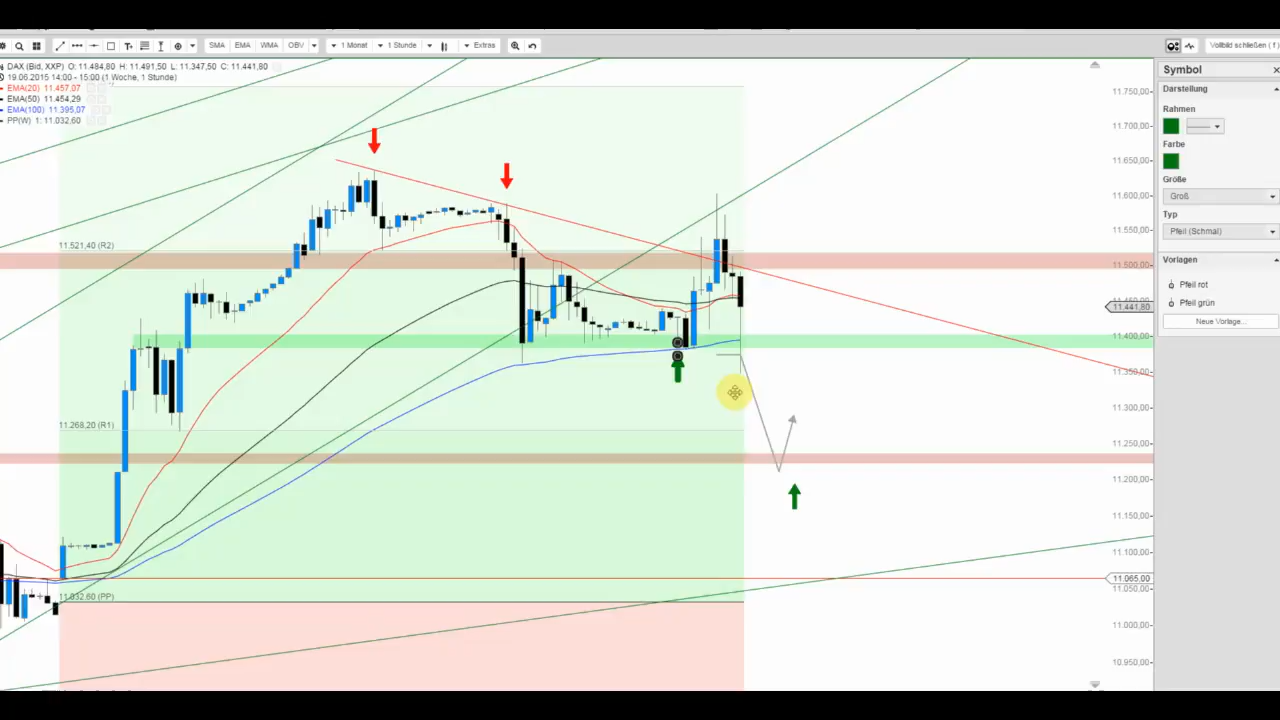 SMA EMA WMA OBV 1 Monat 1 Stunde Extras Vollbild schließen ( f )
DAX (Bid, XXP) O: 11.484,80 H: 11.491,50 L: 11.347,50 C: 11.441,80
19.06.2015 14:00 - 15:00 (1 Woche, 1 Stunde)
EMA(20) 11.457,07
EMA(50) 11.454,29
EMA(100) 11.395,07
PP(W) 1: 11.032,60
11.521,40 (R2)
11.268,20 (R1)
11.032,60 (PP)
11.750,00
11.700,00
11.650,00
11.600,00
11.550,00
11.500,00
11.441,80
11.400,00
11.350,00
11.300,00
11.250,00
11.200,00
11.150,00
11.100,00
11.065,00
11.050,00
11.000,00
10.950,00
Symbol
Darstellung
Rahmen
Farbe
Größe
Groß
Typ
Pfeil (Schmal)
Vorlagen
Pfeil rot
Pfeil grün
Neue Vorlage...